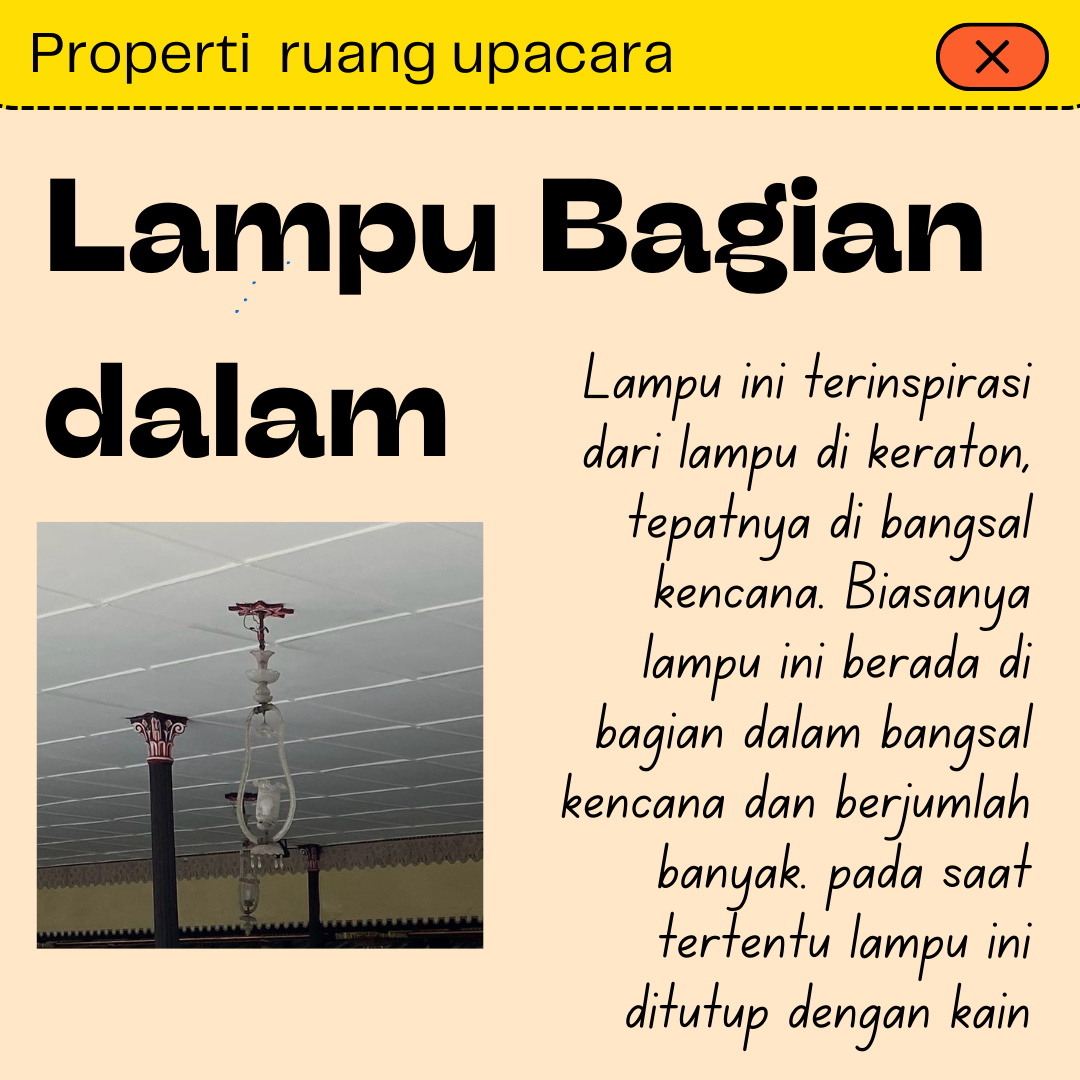 Properti ruang upacara
Lampu Bagian
dalam
Lampu ini terinspirasi
dari lampu di keraton,
tepatnya di bangsal
kencana. Biasanya
lampu ini berada di
bagian dalam bangsal
kencana dan berjumlah
banyak. pada saat
tertentu lampu ini
ditutup dengan kain